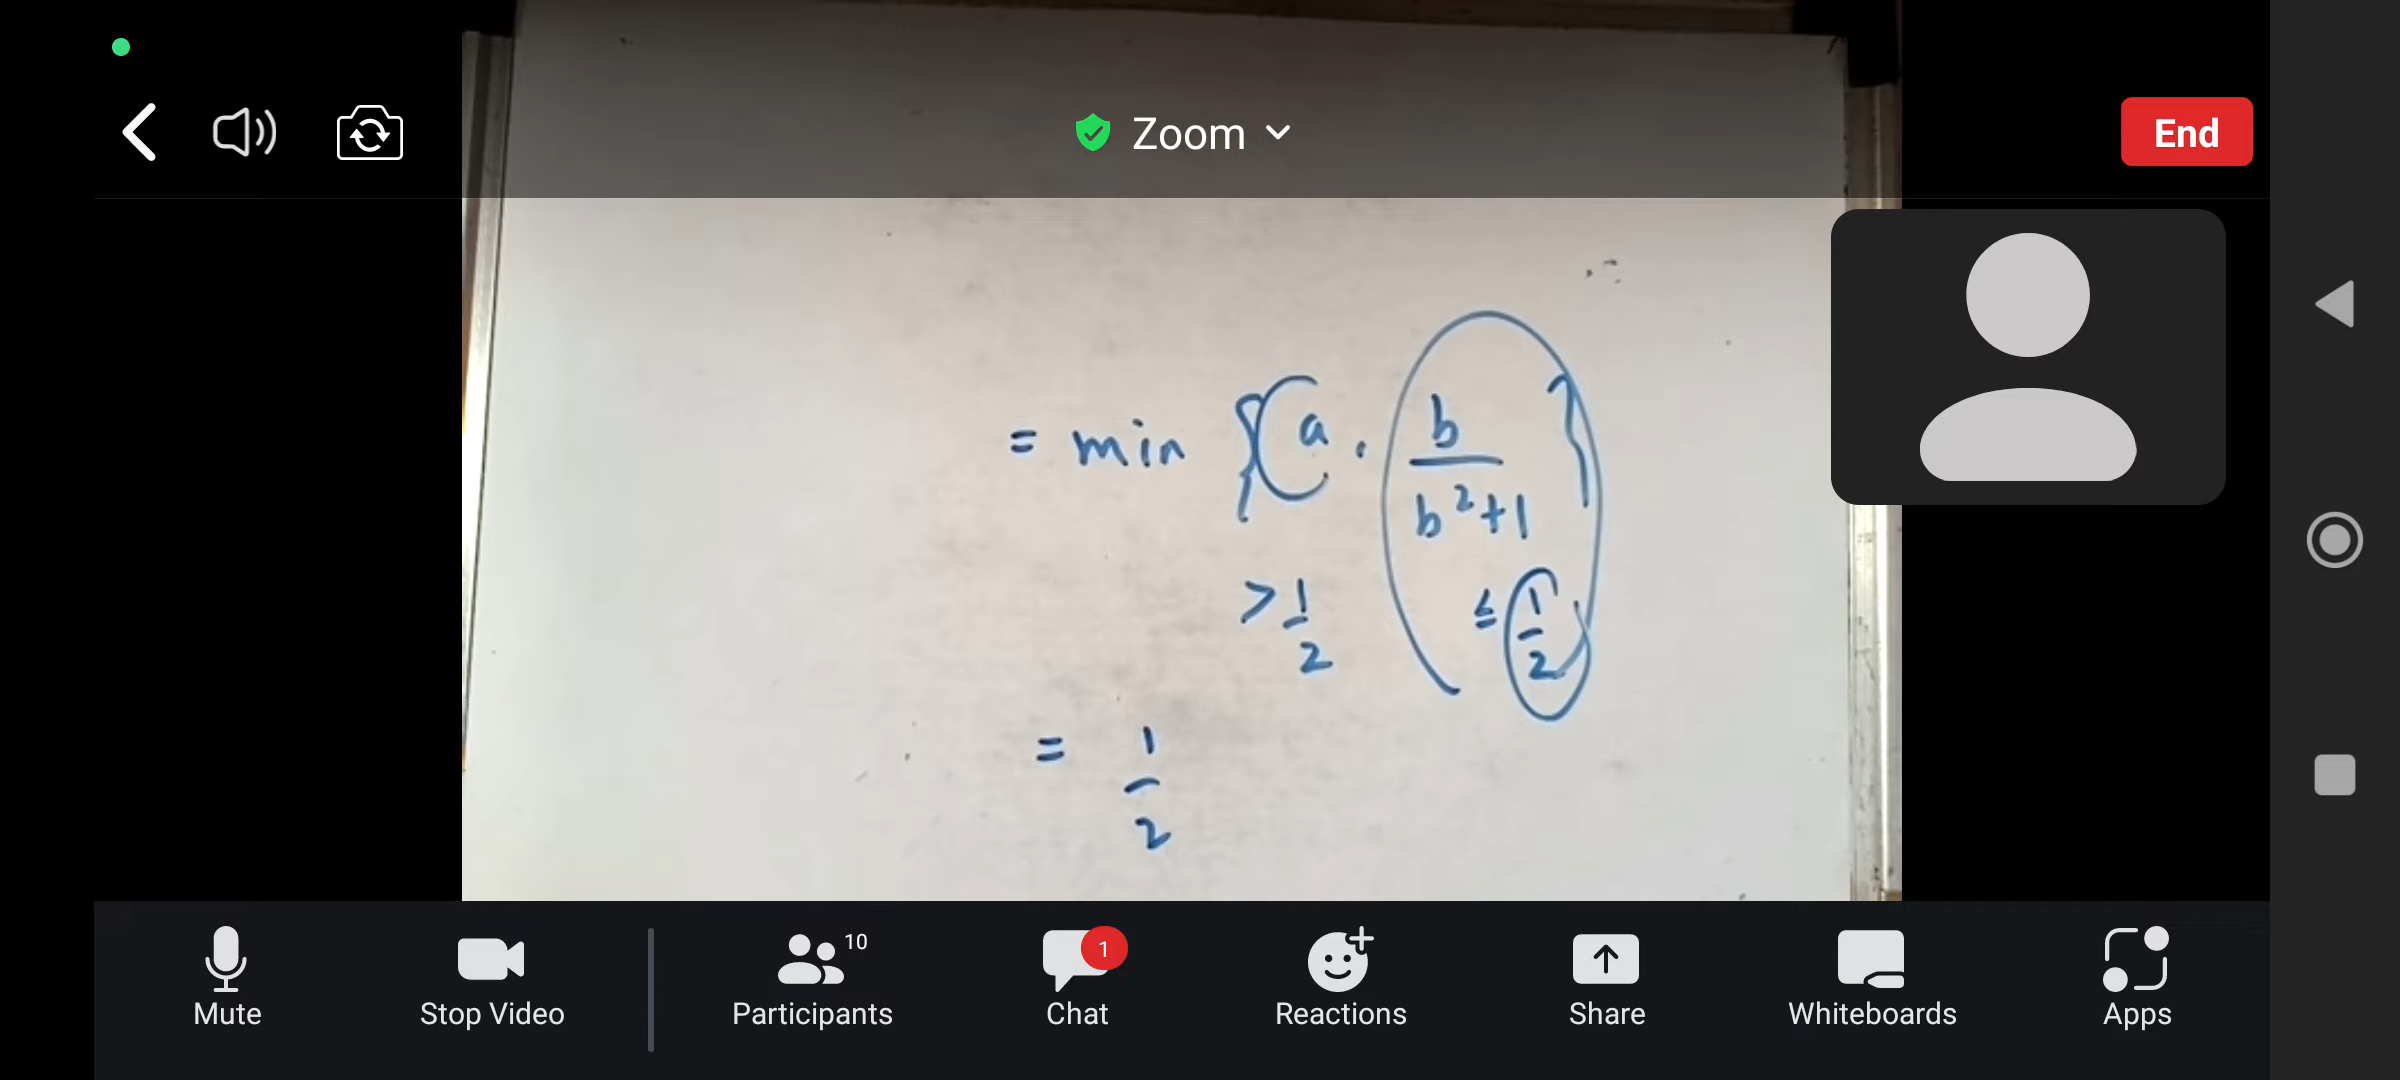 Zoom
End
= min { a . b
b²+1 }
> 1 ≤ 1
2 2
= 1
2
10
1
Mute Stop Video Participants Chat Reactions Share Whiteboards Apps